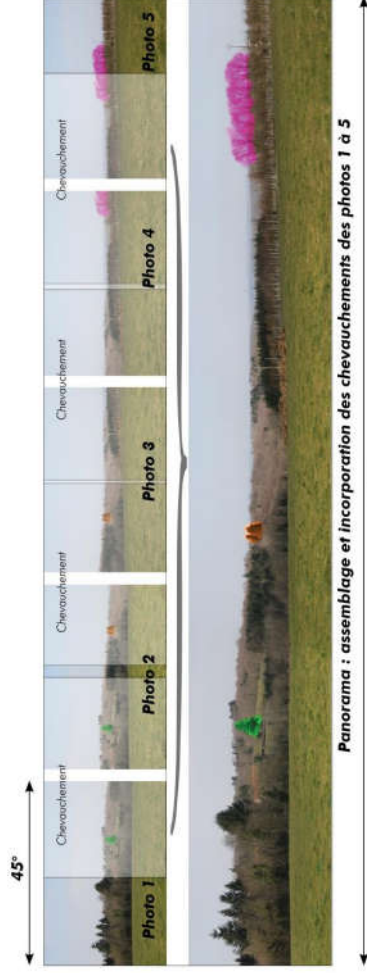 45°
Chevauchement
Chevauchement
Chevauchement
Chevauchement
Photo 1
Photo 2
Photo 3
Photo 4
Photo 5
Panorama : assemblage et incorporation des chevauchements des photos 1 à 5